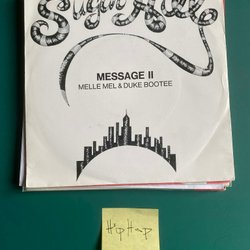 Sugar Hill
MESSAGE II
MELLE MEL & DUKE BOOTEE
Hip Hop